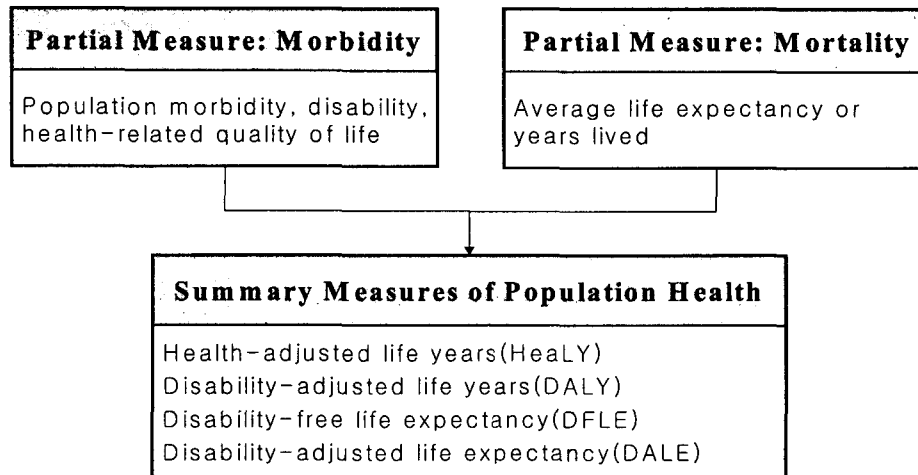 Partial Measure: Morbidity
Population morbidity, disability,
health-related quality of life
Partial Measure: Mortality
Average life expectancy or
years lived
Summary Measures of Population Health
Health-adjusted life years(HeaLY)
Disability-adjusted life years(DALY)
Disability-free life expectancy(DFLE)
Disability-adjusted life expectancy(DALE)